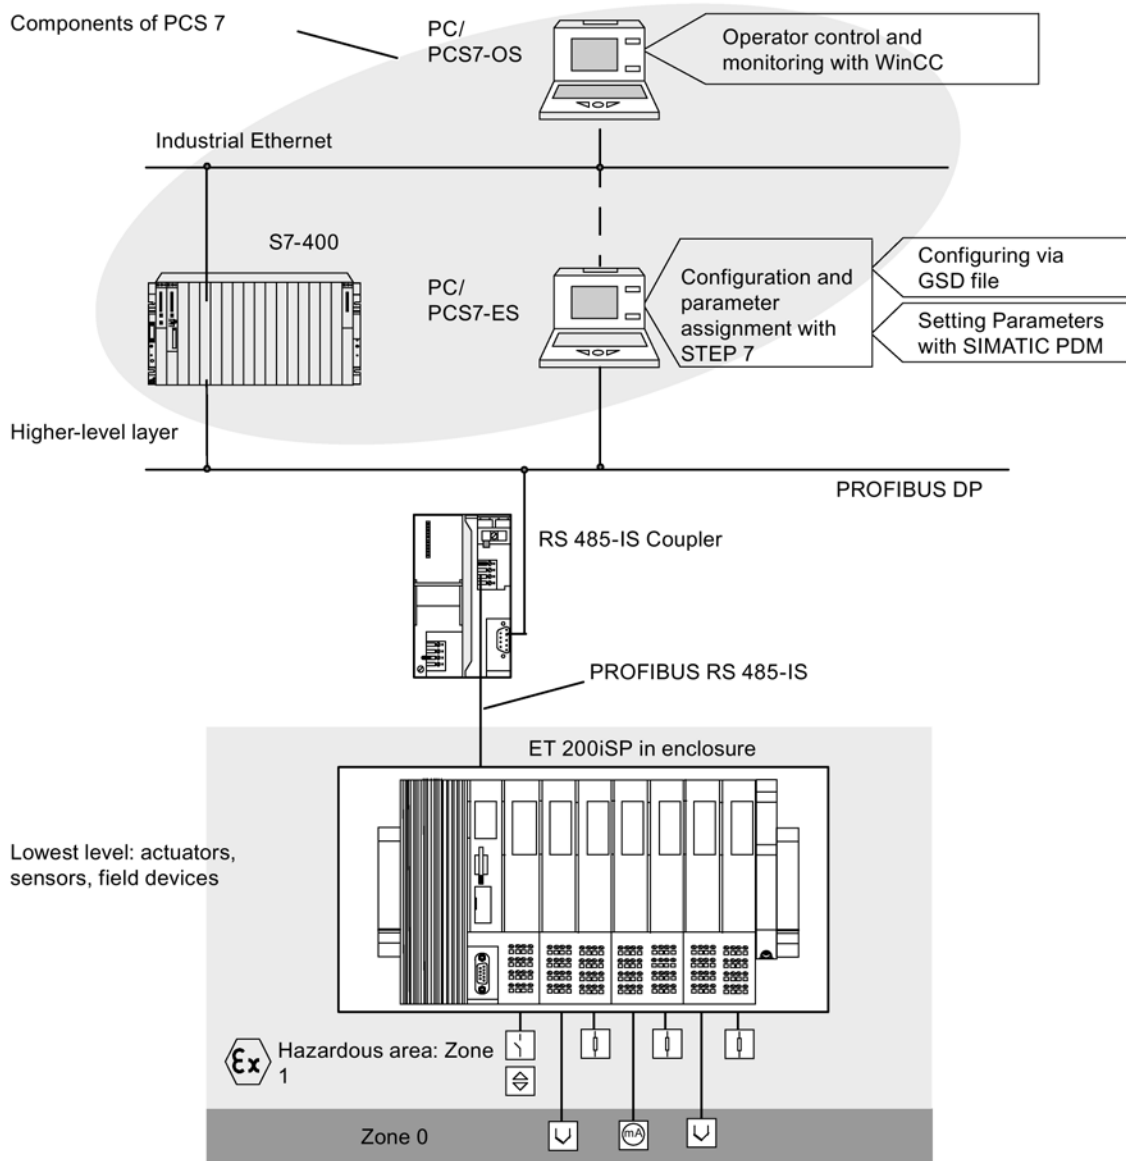 Components of PCS 7
PC/
PCS7-OS
Operator control and
monitoring with WinCC
Industrial Ethernet
S7-400
PC/
PCS7-ES
Configuration and
parameter
assignment with
STEP 7
Configuring via
GSD file
Setting Parameters
with SIMATIC PDM
Higher-level layer
PROFIBUS DP
RS 485-IS Coupler
PROFIBUS RS 485-IS
ET 200iSP in enclosure
Lowest level: actuators,
sensors, field devices
Ex
Hazardous area: Zone
1
Zone 0
mA